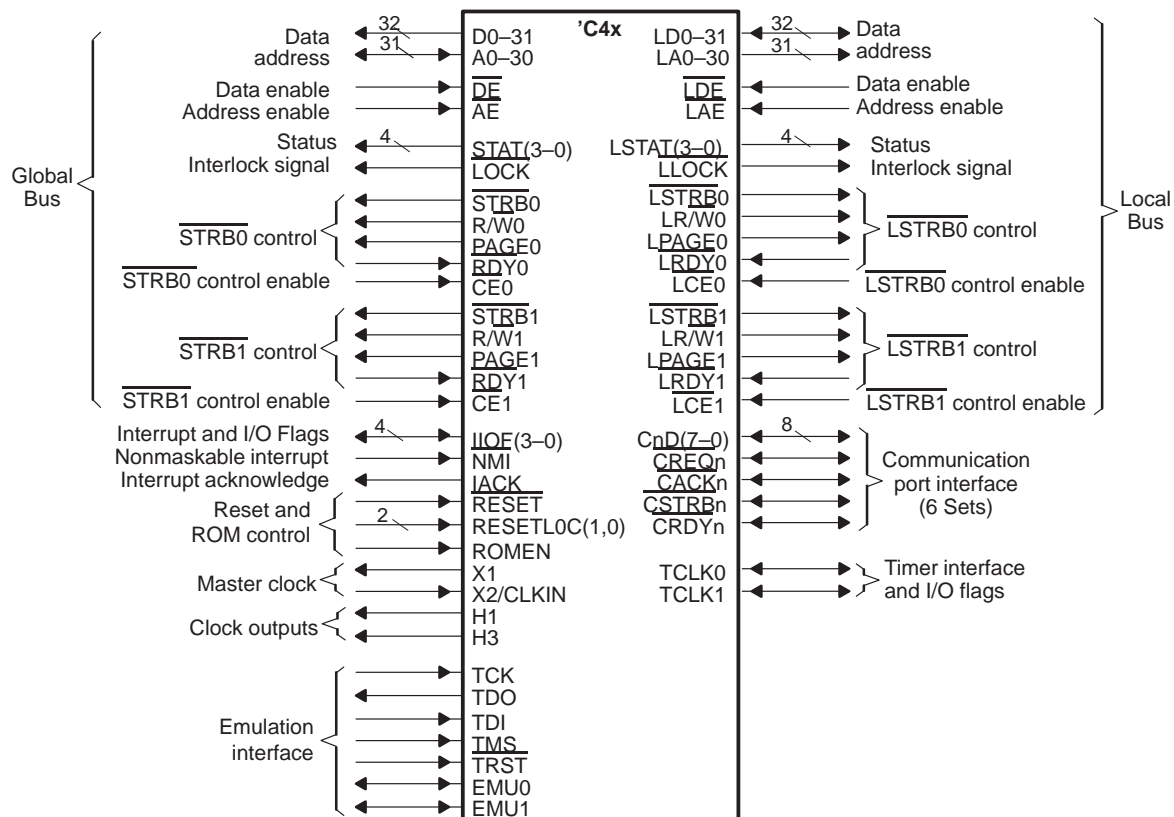 'C4x
Global Bus
Data address
32
31
D0–31
A0–30
Data enable
Address enable
DE
AE
Status
Interlock signal
4
STAT(3–0)
LOCK
STRB0 control
STRB0
R/W0
PAGE0
RDY0
STRB0 control enable
CE0
STRB1 control
STRB1
R/W1
PAGE1
RDY1
STRB1 control enable
CE1
Interrupt and I/O Flags
4
IIOF(3–0)
Nonmaskable interrupt
NMI
Interrupt acknowledge
IACK
Reset and
ROM control
2
RESET
RESETL0C(1,0)
ROMEN
Master clock
X1
X2/CLKIN
Clock outputs
H1
H3
Emulation
interface
TCK
TDO
TDI
TMS
TRST
EMU0
EMU1
LD0–31
LA0–30
32
31
Data
address
LDE
LAE
Data enable
Address enable
LSTAT(3–0)
LLOCK
4
Status
Interlock signal
Local
Bus
LSTRB0
LR/W0
LPAGE0
LRDY0
LSTRB0 control
LCE0
LSTRB0 control enable
LSTRB1
LR/W1
LPAGE1
LRDY1
LSTRB1 control
LCE1
LSTRB1 control enable
CnD(7–0)
CREQn
CACKn
CSTRBn
CRDYn
8
Communication
port interface
(6 Sets)
TCLK0
TCLK1
Timer interface
and I/O flags